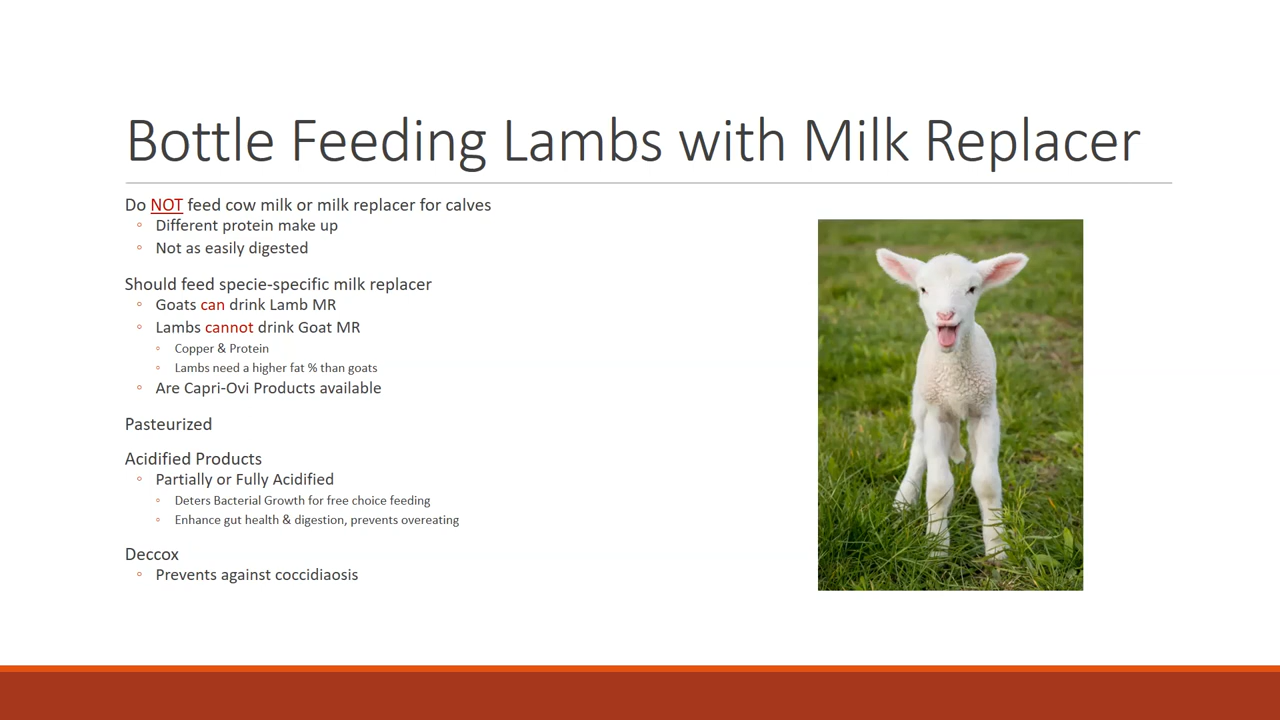 Bottle Feeding Lambs with Milk Replacer
Do NOT feed cow milk or milk replacer for calves
Different protein make up
Not as easily digested
Should feed specie-specific milk replacer
Goats can drink Lamb MR
Lambs cannot drink Goat MR
Copper & Protein
Lambs need a higher fat % than goats
Are Capri-Ovi Products available
Pasteurized
Acidified Products
Partially or Fully Acidified
Deters Bacterial Growth for free choice feeding
Enhance gut health & digestion, prevents overeating
Deccox
Prevents against coccidiaosis